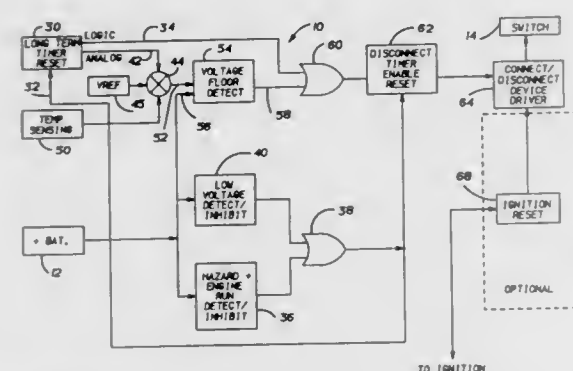 30
LOGIC
34
10
62
LONG TERM
TIMER
RESET
ANALOG
42
44
54
60
DISCONNECT
TIMER
ENABLE
RESET
14
SWITCH
VOLTAGE
FLOOR
DETECT
CONNECT/
DISCONNECT
DEVICE
DRIVER
64
32
VREF
45
52
56
58
TEMP
SENSING
50
40
LOW
VOLTAGE
DETECT/
INHIBIT
38
68
IGNITION
RESET
+ BAT.
12
HAZARD +
ENGINE
RUN
DETECT/
INHIBIT
36
OPTIONAL
TO IGNITION